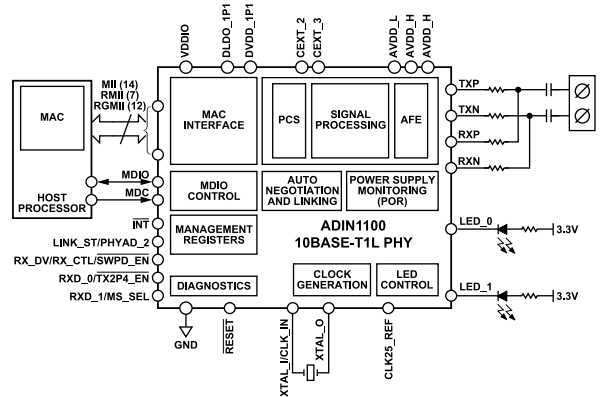 VDDIO
DLDO_1P1
DVDD_1P1
CEXT_2
CEXT_3
AVDD_L
AVDD_H
AVDD_H
MII (14)
RMII (7)
RGMII (12)
MAC
HOST
PROCESSOR
MDIO
MDC
INT
LINK_ST/PHYAD_2
RX_DV/RX_CTL/SWPD_EN
RXD_0/TX2P4_EN
RXD_1/MS_SEL
MAC
INTERFACE
PCS
SIGNAL
PROCESSING
AFE
MDIO
CONTROL
AUTO
NEGOTIATION
AND LINKING
POWER SUPPLY
MONITORING
(POR)
MANAGEMENT
REGISTERS
ADIN1100
10BASE-T1L PHY
DIAGNOSTICS
CLOCK
GENERATION
LED
CONTROL
TXP
TXN
RXP
RXN
LED_0
3.3V
LED_1
3.3V
GND
RESET
XTAL_I/CLK_IN
XTAL_O
CLK25_REF